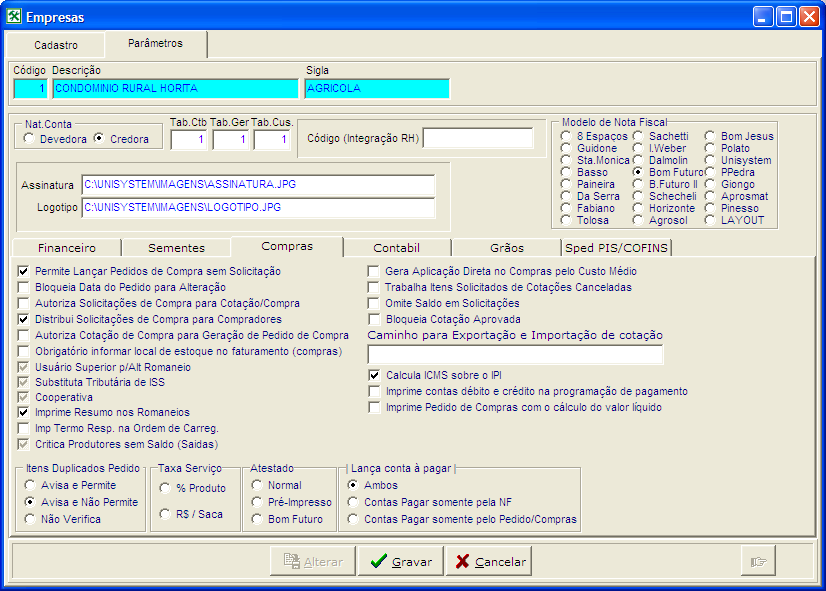 Empresas
Cadastro
Parâmetros
Código Descrição Sigla
1 CONDOMINIO RURAL HORITA AGRICOLA
Nat.Conta
Devedora Credora
Tab.Ctb Tab.Ger Tab.Cus.
1 1 1
Código (Integração RH)
Modelo de Nota Fiscal
8 Espaços Sachetti Bom Jesus
Guidone I.Weber Polato
Sta.Monica Dalmolin Unisystem
Basso Bom Futuro PPedra
Paineira B.Futuro II Giongo
Da Serra Schecheli Aprosmat
Fabiano Horizonte Pinesso
Tolosa Agrosol LAYOUT
Assinatura C:\UNISYSTEM\IMAGENS\ASSINATURA.JPG
Logotipo C:\UNISYSTEM\IMAGENS\LOGOTIPO.JPG
Financeiro Sementes Compras Contabil Grãos Sped PIS/COFINS
Permite Lançar Pedidos de Compra sem Solicitação
Bloqueia Data do Pedido para Alteração
Autoriza Solicitações de Compra para Cotação/Compra
Distribui Solicitações de Compra para Compradores
Autoriza Cotação de Compra para Geração de Pedido de Compra
Obrigatório informar local de estoque no faturamento (compras)
Usuário Superior p/Alt Romaneio
Substituta Tributária de ISS
Cooperativa
Imprime Resumo nos Romaneios
Imp Termo Resp. na Ordem de Carreg.
Critica Produtores sem Saldo (Saidas)
Gera Aplicação Direta no Compras pelo Custo Médio
Trabalha Itens Solicitados de Cotações Canceladas
Omite Saldo em Solicitações
Bloqueia Cotação Aprovada
Caminho para Exportação e Importação de cotação
Calcula ICMS sobre o IPI
Imprime contas débito e crédito na programação de pagamento
Imprime Pedido de Compras com o cálculo do valor líquido
Itens Duplicados Pedido
Avisa e Permite
Avisa e Não Permite
Não Verifica
Taxa Serviço
% Produto
R$ / Saca
Atestado
Normal
Pré-Impresso
Bom Futuro
| Lança conta à pagar |
Ambos
Contas Pagar somente pela NF
Contas Pagar somente pelo Pedido/Compras
Alterar Gravar Cancelar